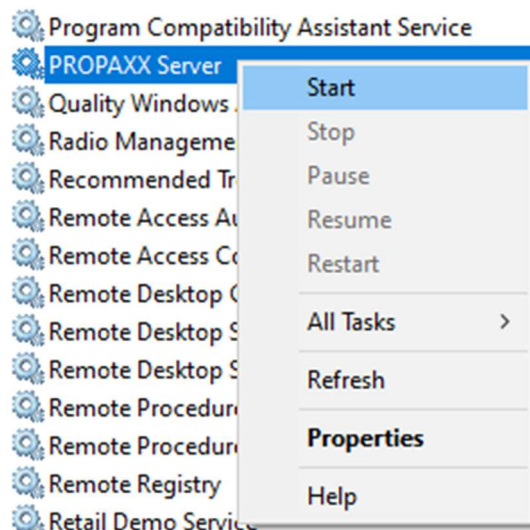 Program Compatibility Assistant Service
PROPAXX Server
Quality Windows
Radio Manageme
Recommended Tr
Remote Access Au
Remote Access Co
Remote Desktop
Remote Desktop S
Remote Desktop S
Remote Procedure
Remote Procedure
Remote Registry
Retail Demo Service
Start
Stop
Pause
Resume
Restart
All Tasks
Refresh
Properties
Help